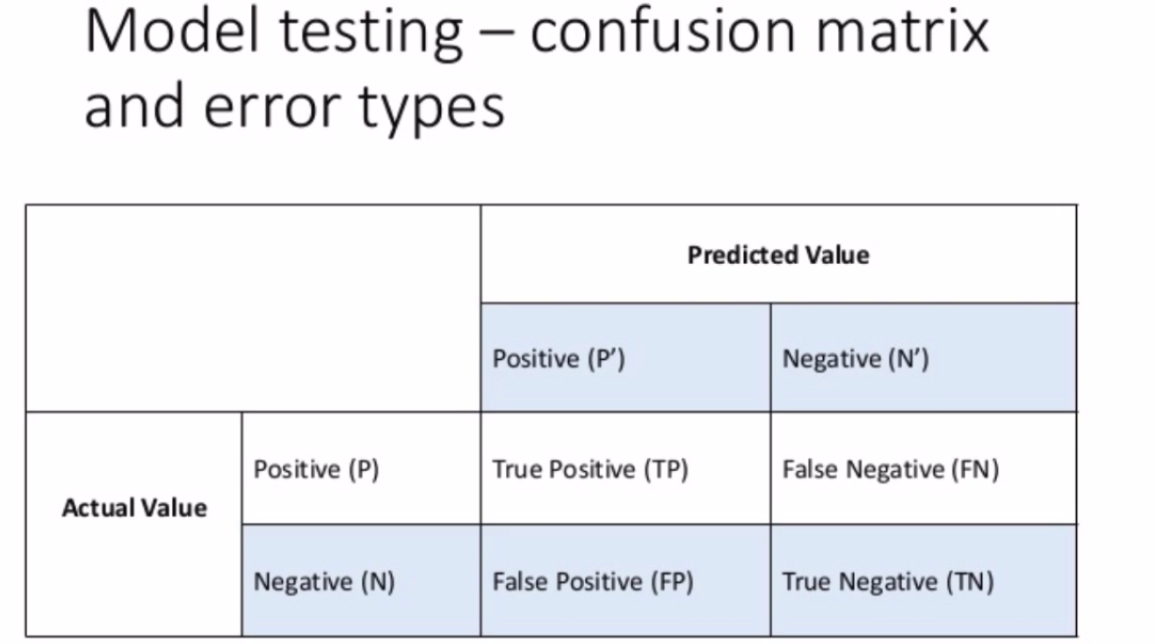 Model testing – confusion matrix
and error types
Predicted Value
Positive (P’)
Negative (N’)
Actual Value
Positive (P)
True Positive (TP)
False Negative (FN)
Negative (N)
False Positive (FP)
True Negative (TN)